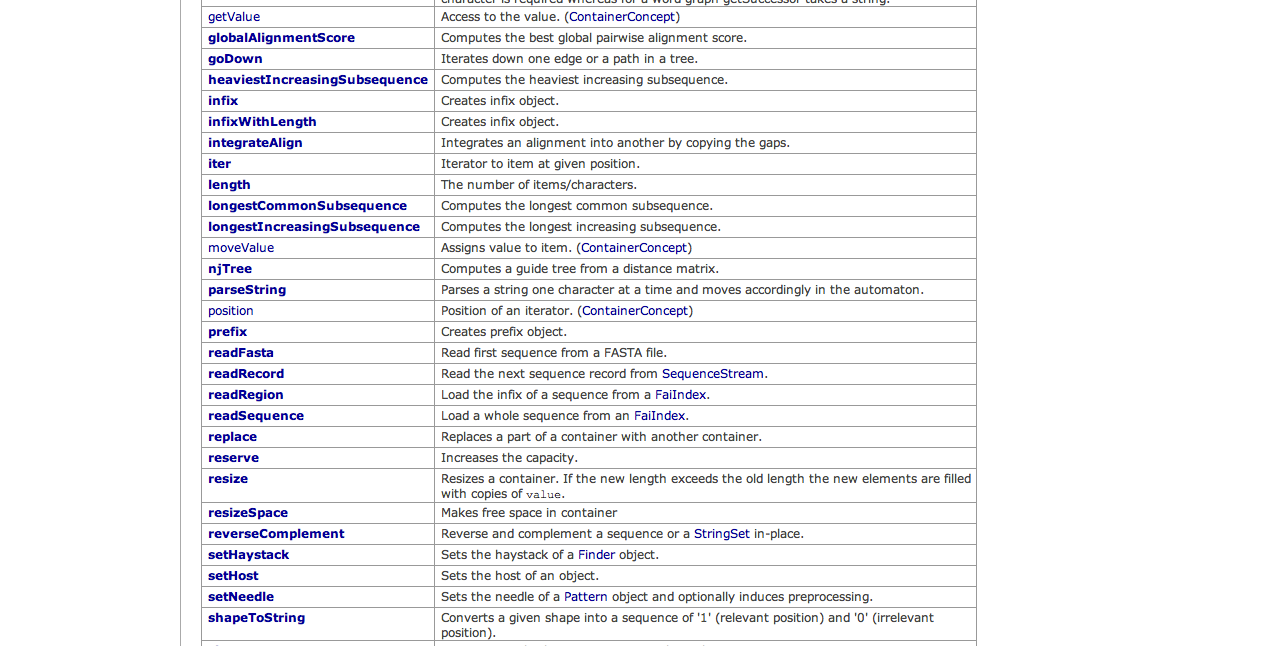 character is required whereas for a word graph getSuccessor takes a string.
getValue Access to the value. (ContainerConcept)
globalAlignmentScore Computes the best global pairwise alignment score.
goDown Iterates down one edge or a path in a tree.
heaviestIncreasingSubsequence Computes the heaviest increasing subsequence.
infix Creates infix object.
infixWithLength Creates infix object.
integrateAlign Integrates an alignment into another by copying the gaps.
iter Iterator to item at given position.
length The number of items/characters.
longestCommonSubsequence Computes the longest common subsequence.
longestIncreasingSubsequence Computes the longest increasing subsequence.
moveValue Assigns value to item. (ContainerConcept)
njTree Computes a guide tree from a distance matrix.
parseString Parses a string one character at a time and moves accordingly in the automaton.
position Position of an iterator. (ContainerConcept)
prefix Creates prefix object.
readFasta Read first sequence from a FASTA file.
readRecord Read the next sequence record from SequenceStream.
readRegion Load the infix of a sequence from a FaiIndex.
readSequence Load a whole sequence from an FaiIndex.
replace Replaces a part of a container with another container.
reserve Increases the capacity.
resize Resizes a container. If the new length exceeds the old length the new elements are filled
with copies of value.
resizeSpace Makes free space in container
reverseComplement Reverse and complement a sequence or a StringSet in-place.
setHaystack Sets the haystack of a Finder object.
setHost Sets the host of an object.
setNeedle Sets the needle of a Pattern object and optionally induces preprocessing.
shapeToString Converts a given shape into a sequence of '1' (relevant position) and '0' (irrelevant
position).